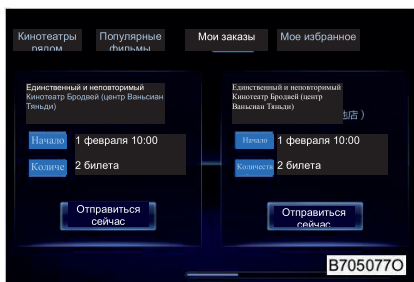 Кинотеатры
рядом
Популярные
фильмы
Мои заказы
Мое избранное
Единственный и неповторимый
Кинотеатр Бродвей (центр Ваньсиан
Тяньди)
Начало 1 февраля 10:00
Количе 2 билета
Отправиться
сейчас
Единственный и неповторимый
Кинотеатр Бродвей (центр
Ваньсиан Тяньди)
店)
Начало 1 февраля 10:00
Количесть 2 билета
Отправиться
сейчас
B705077O